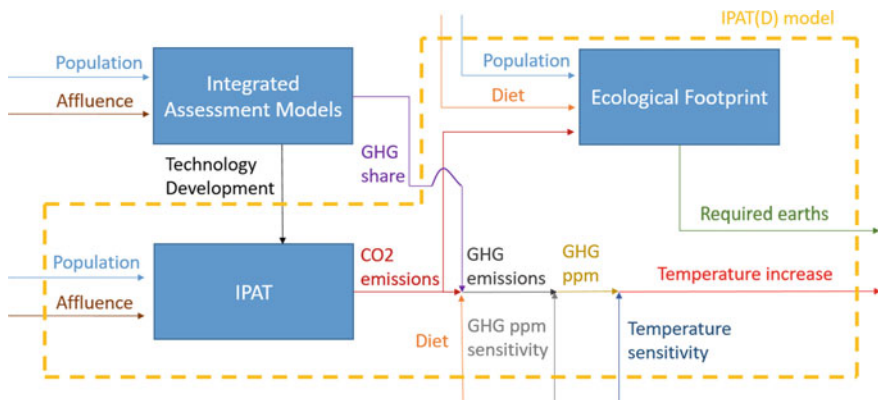 IPAT(D) model
Population
Affluence
Integrated
Assessment Models
Population
Diet
Ecological Footprint
Technology
Development
GHG
share
Required earths
Population
Affluence
IPAT
CO2
emissions
GHG
emissions
GHG
ppm
Temperature increase
Diet
GHG ppm
sensitivity
Temperature
sensitivity